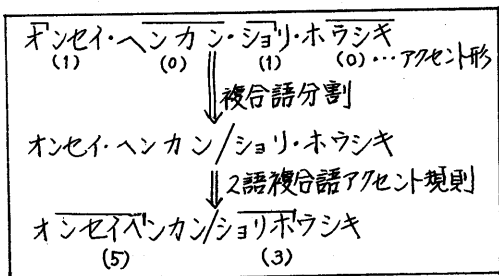 オンセイ・ヘンカン・ショリ・ホウシキ
(1) (0) (1) (0)…アクセント形
複合語分割
オンセイ・ヘンカン/ショリ・ホウシキ
2語複合語アクセント規則
オンセイヘンカン/ショリホウシキ
(5) (3)